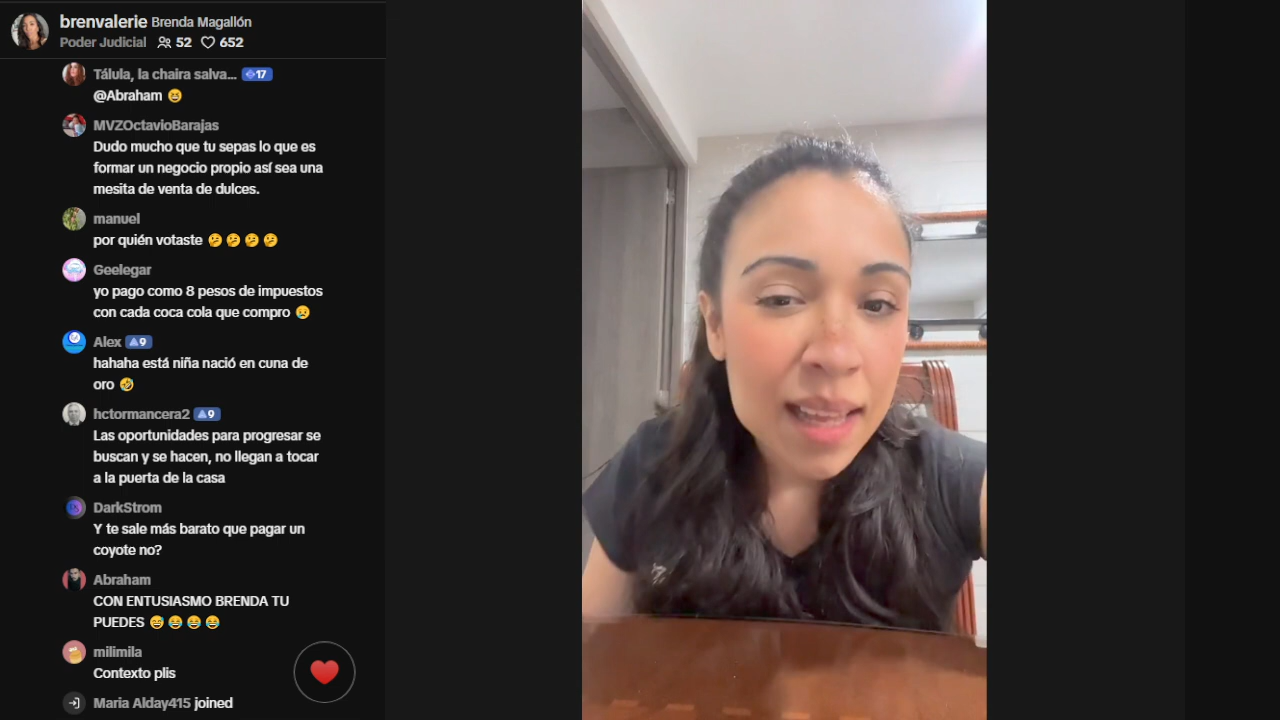 brenvalerie Brenda Magallón
Poder Judicial 52 652
Tálula, la chaira salva... 17
@Abraham 😆
MVZOctavioBarajas
Dudo mucho que tu sepas lo que es
formar un negocio propio así sea una
mesita de venta de dulces.
manuel
por quién votaste 🤔🤔🤔🤔
Geelegar
yo pago como 8 pesos de impuestos
con cada coca cola que compro 😢
Alex 9
hahaha está niña nació en cuna de
oro 🤣
hctormancera2 9
Las oportunidades para progresar se
buscan y se hacen, no llegan a tocar
a la puerta de la casa
DarkStrom
Y te sale más barato que pagar un
coyote no?
Abraham
CON ENTUSIASMO BRENDA TU
PUEDES 😅😂😂😂
milimila
Contexto plis
Maria Alday415 joined